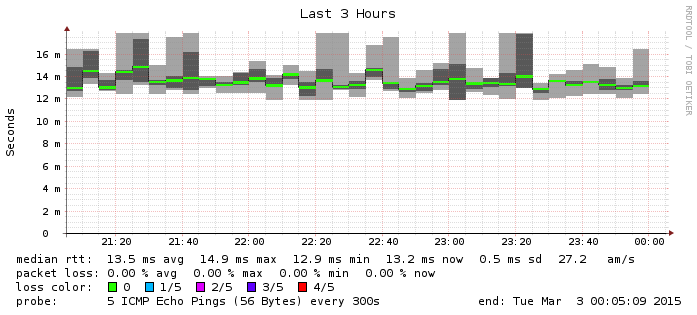 Last 3 Hours
RRDTOOL / TOBI OETIKER
Seconds
16 m
14 m
12 m
10 m
8 m
6 m
4 m
2 m
0
21:20 21:40 22:00 22:20 22:40 23:00 23:20 23:40 00:00
median rtt: 13.5 ms avg 14.9 ms max 12.9 ms min 13.2 ms now 0.5 ms sd 27.2 am/s
packet loss: 0.00 % avg 0.00 % max 0.00 % min 0.00 % now
loss color: 0 1/5 2/5 3/5 4/5
probe: 5 ICMP Echo Pings (56 Bytes) every 300s end: Tue Mar 3 00:05:09 2015